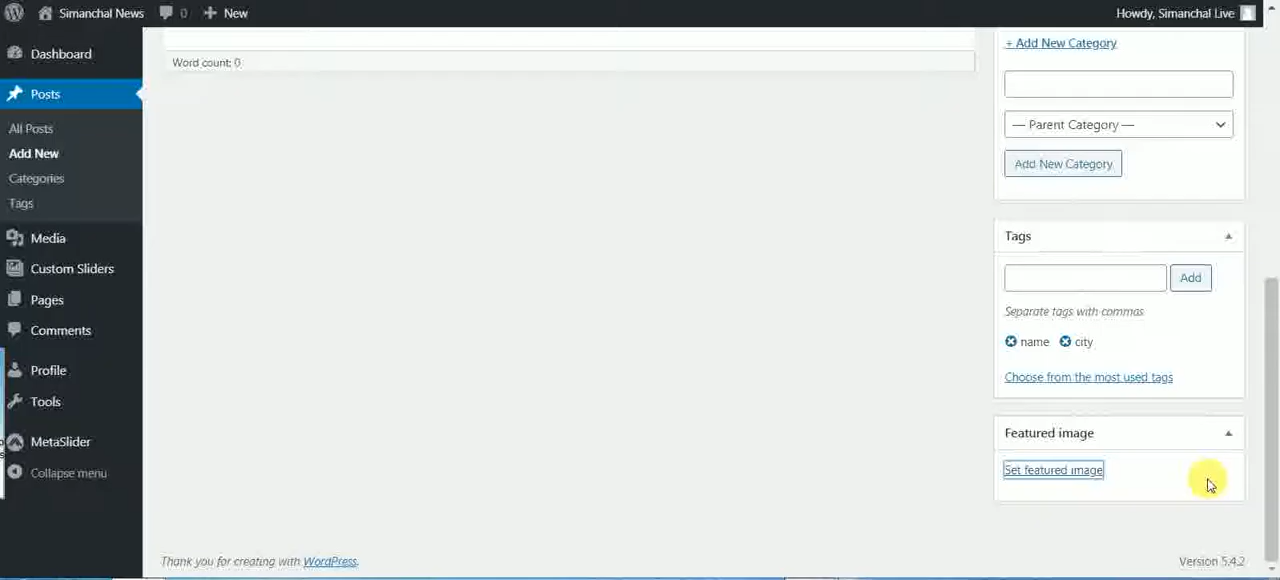 Simanchal News 0 New Howdy, Simanchal Live
Dashboard
Posts
All Posts
Add New
Categories
Tags
Media
Custom Sliders
Pages
Comments
Profile
Tools
MetaSlider
Collapse menu
Word count: 0
+ Add New Category
— Parent Category —
Add New Category
Tags
Add
Separate tags with commas
name city
Choose from the most used tags
Featured image
Set featured image
Thank you for creating with WordPress.
Version 5.4.2